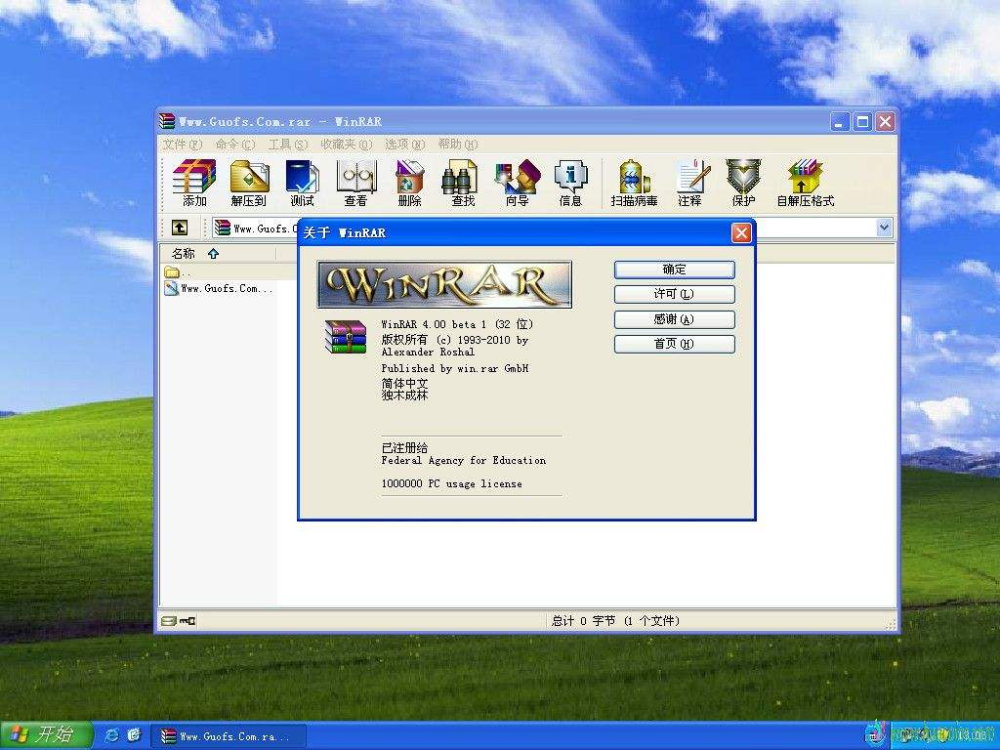 Www.Guofs.Com.rar - WinRAR
文件(F) 命令(C) 工具(S) 收藏夹(O) 选项(N) 帮助(H)
添加 解压到 测试 查看 删除 查找 向导 信息 扫描病毒 注释 保护 自解压格式
Www.Guofs.C
关于 WinRAR
名称
..
Www.Guofs.Com...
WINRAR
确定
许可(L)
感谢(A)
首页(H)
WinRAR 4.00 beta 1 (32 位)
版权所有 (c) 1993-2010 by
Alexander Roshal
Published by win.rar GmbH
简体中文
独木成林
已注册给
Federal Agency for Education
1000000 PC usage license
总计 0 字节 (1 个文件)
开始
Www.Guofs.Com.ra...